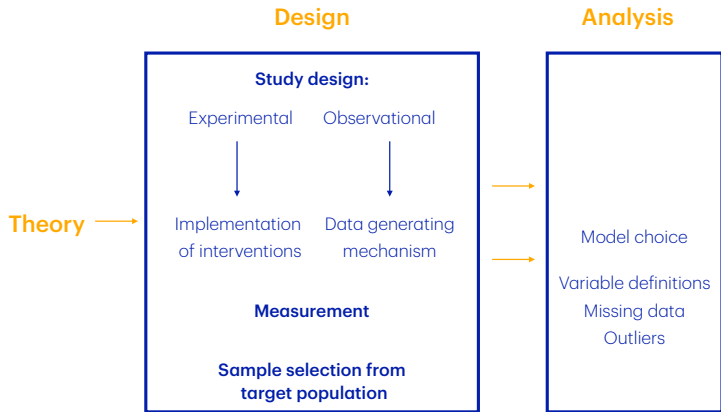 Design
Analysis
Study design:
Experimental
Observational
Theory
Implementation
of interventions
Data generating
mechanism
Measurement
Sample selection from
target population
Model choice
Variable definitions
Missing data
Outliers